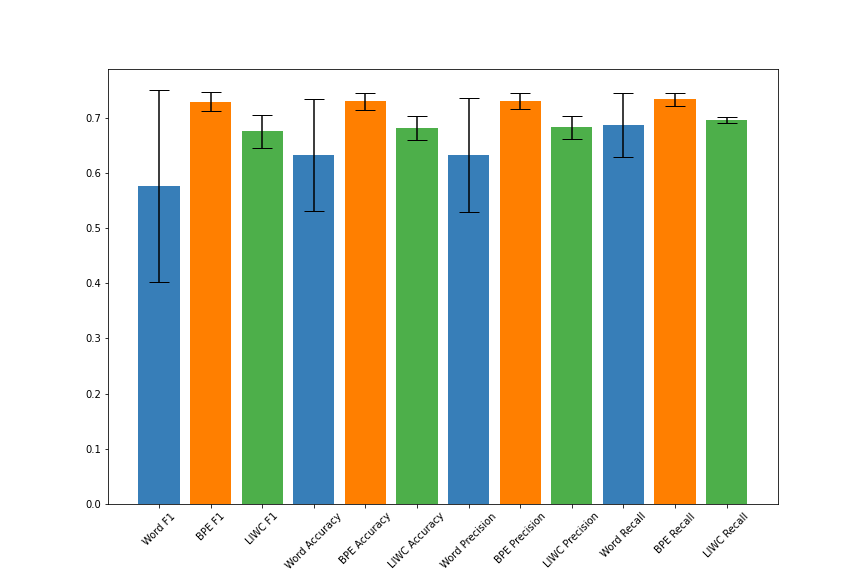 0.7
0.6
0.5
0.4
0.3
0.2
0.1
0.0
Word F1
BPE F1
LIWC F1
Word Accuracy
BPE Accuracy
LIWC Accuracy
Word Precision
BPE Precision
LIWC Precision
Word Recall
BPE Recall
LIWC Recall